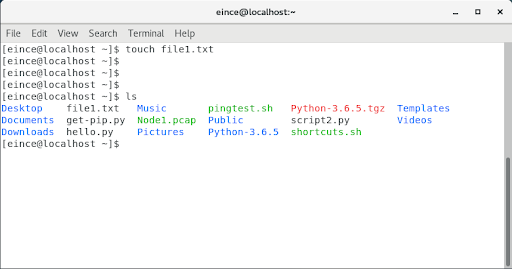 eince@localhost:~
File Edit View Search Terminal Help
[eince@localhost ~]$ touch file1.txt
[eince@localhost ~]$
[eince@localhost ~]$
[eince@localhost ~]$
[eince@localhost ~]$ ls
Desktop file1.txt Music pingtest.sh Python-3.6.5.tgz Templates
Documents get-pip.py Node1.pcap Public script2.py Videos
Downloads hello.py Pictures Python-3.6.5 shortcuts.sh
[eince@localhost ~]$